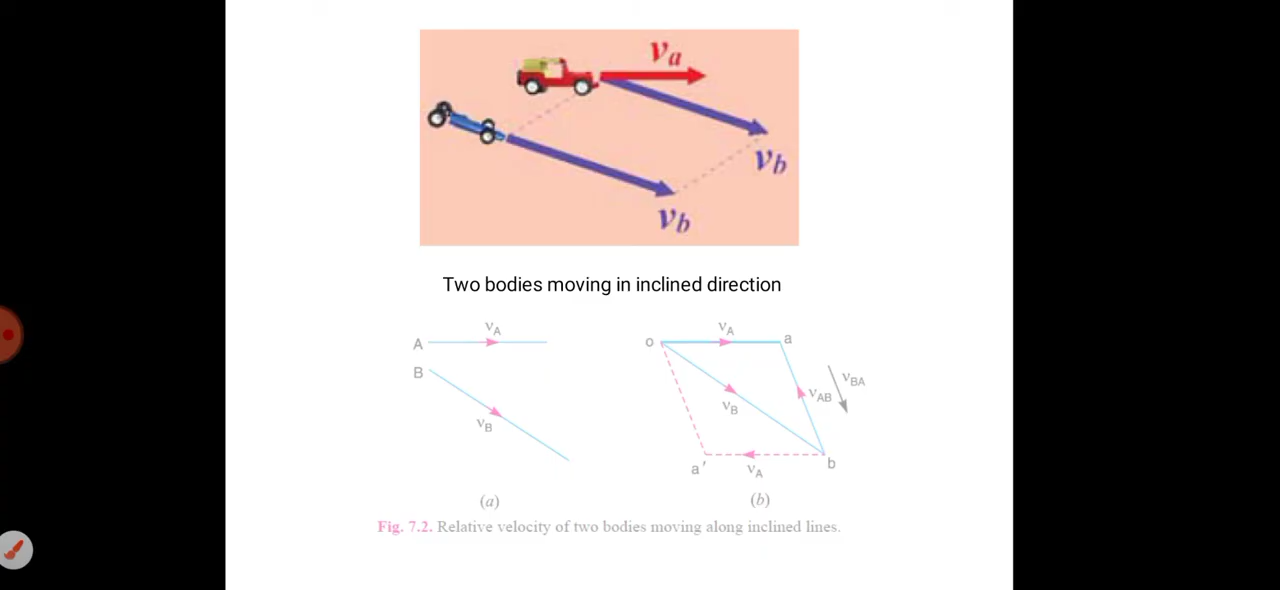 va
vb
vb
Two bodies moving in inclined direction
A vA
B
vB
o vA a
vB
vAB
vBA
a' vA b
(a) (b)
Fig. 7.2. Relative velocity of two bodies moving along inclined lines.